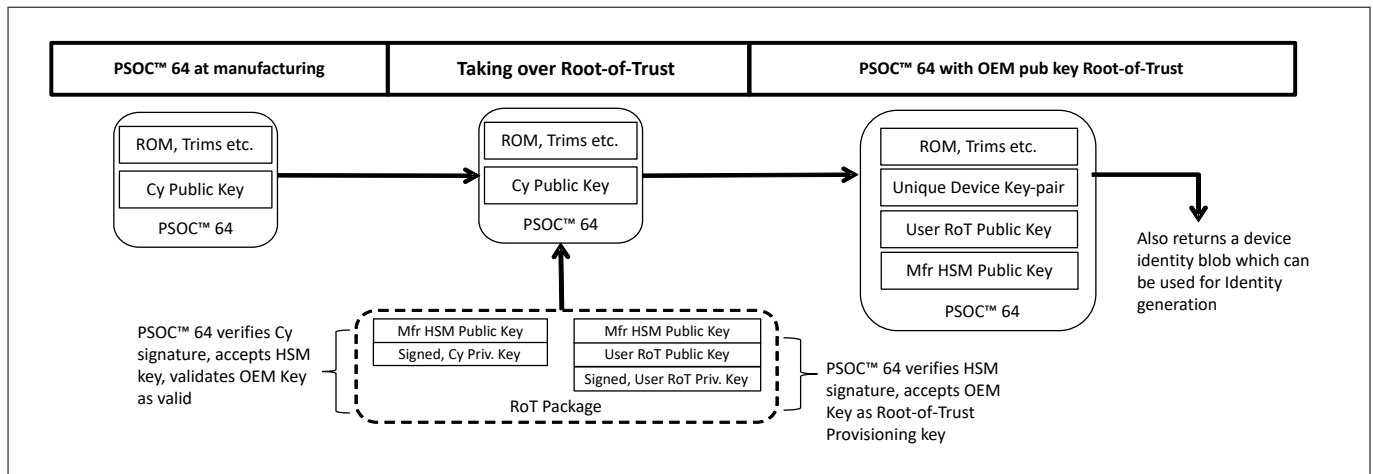 PSOC™ 64 at manufacturing
Taking over Root-of-Trust
PSOC™ 64 with OEM pub key Root-of-Trust
ROM, Trims etc.
Cy Public Key
PSOC™ 64
ROM, Trims etc.
Cy Public Key
PSOC™ 64
ROM, Trims etc.
Unique Device Key-pair
User RoT Public Key
Mfr HSM Public Key
PSOC™ 64
Also returns a device
identity blob which can
be used for Identity
generation
PSOC™ 64 verifies Cy
signature, accepts HSM
key, validates OEM Key
as valid
Mfr HSM Public Key
Signed, Cy Priv. Key
Mfr HSM Public Key
User RoT Public Key
Signed, User RoT Priv. Key
RoT Package
PSOC™ 64 verifies HSM
signature, accepts OEM
Key as Root-of-Trust
Provisioning key